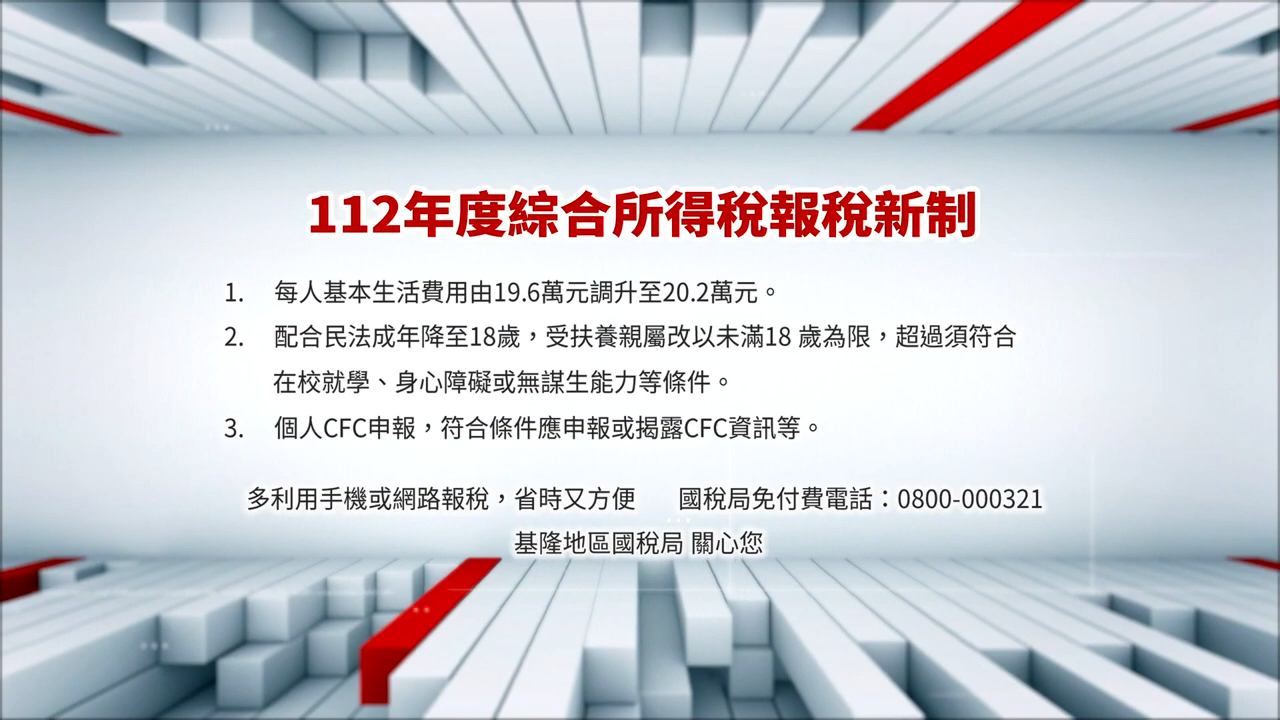 112年度綜合所得稅報稅新制
1. 每人基本生活費用由19.6萬元調升至20.2萬元。
2. 配合民法成年降至18歲，受扶養親屬改以未滿18 歲為限，超過須符合
在校就學、身心障礙或無謀生能力等條件。
3. 個人CFC申報，符合條件應申報或揭露CFC資訊等。
多利用手機或網路報稅，省時又方便 國稅局免付費電話：0800-000321
基隆地區國稅局 關心您